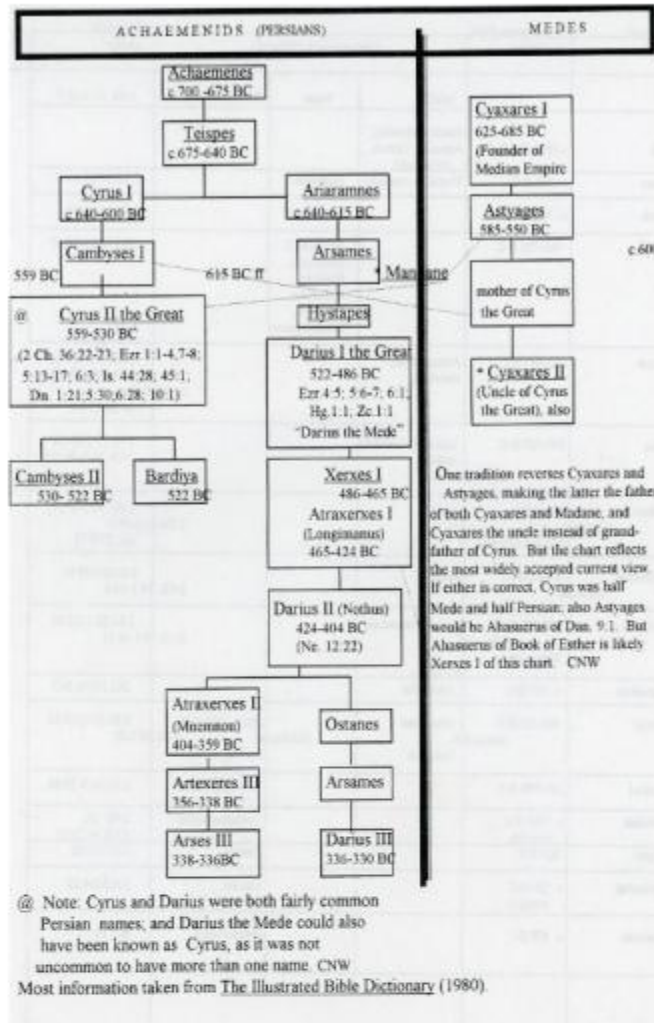 ACHAEMENIDS (PERSIANS)
MEDES
Achaemenes
c.700 -675 BC
Teispes
c.675-640 BC
Cyrus I
c.640-600 BC
Ariaramnes
c.640-615 BC
Cambyses I
559 BC
Arsames
615 BC ff
* Mandane
Hystapes
@ Cyrus II the Great
559-530 BC
(2 Ch. 36:22-23; Ezr 1:1-4,7-8;
5:13-17; 6:3; Is. 44:28; 45:1;
Dn. 1:21;5:30;6:28; 10:1)
Darius I the Great
522-486 BC
Ezr 4:5; 5:6-7; 6:1,
Hg.1:1; Zc.1:1
"Darius the Mede"
Cambyses II
530- 522 BC
Bardiya
522 BC
Xerxes I
486-465 BC
Atraxerxes I
(Longimanus)
465-424 BC
Darius II (Nothus)
424-404 BC
(Ne. 12:22)
Atraxerxes II
(Mnemnon)
404-359 BC
Ostanes
Artexeres III
356-338 BC
Arsames
Arses III
338-336BC
Darius III
336-330 BC
Cyaxares I
625-685 BC
(Founder of
Median Empire
Astyages
585-550 BC
c.600
mother of Cyrus
the Great
* Cyaxares II
(Uncle of Cyrus
the Great), also
One tradition reverses Cyaxares and
Astyages, making the latter the father
of both Cyaxares and Madane, and
Cyaxares the uncle instead of grand-
father of Cyrus. But the chart reflects
the most widely accepted current view.
If either is correct, Cyrus was half
Mede and half Persian; also Astyages
would be Ahasuerus of Dan. 9:1. But
Ahasuerus of Book of Esther is likely
Xerxes I of this chart. CNW
@ Note: Cyrus and Darius were both fairly common
Persian names; and Darius the Mede could also
have been known as Cyrus, as it was not
uncommon to have more than one name. CNW
Most information taken from The Illustrated Bible Dictionary (1980).